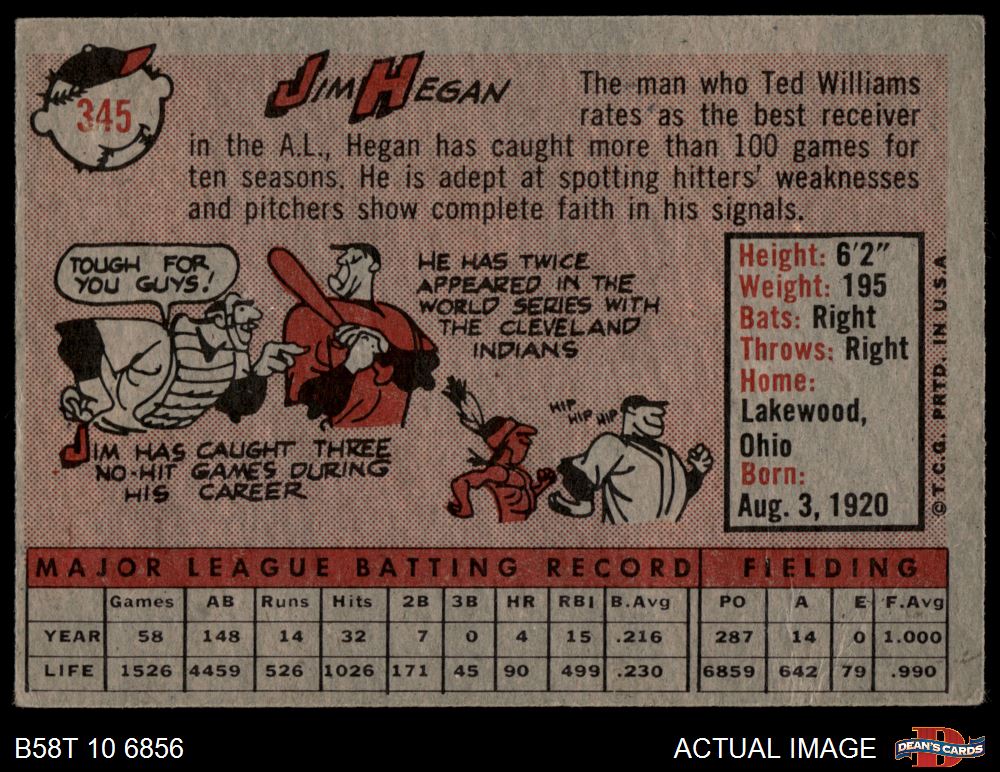 345
JIM HEGAN
The man who Ted Williams
rates as the best receiver
in the A.L., Hegan has caught more than 100 games for
ten seasons. He is adept at spotting hitters' weaknesses
and pitchers show complete faith in his signals.
TOUGH FOR
YOU GUYS!
HE HAS TWICE
APPEARED IN THE
WORLD SERIES WITH
THE CLEVELAND
INDIANS
JIM HAS CAUGHT THREE
NO-HIT GAMES DURING
HIS CAREER
HIP HIP HIP
Height: 6'2"
Weight: 195
Bats: Right
Throws: Right
Home:
Lakewood,
Ohio
Born:
Aug. 3, 1920
© T.C.G. PRTD. IN U.S.A.
MAJOR LEAGUE BATTING RECORD FIELDING
Games AB Runs Hits 2B 3B HR RBI B.Avg PO A E F.Avg
YEAR 58 148 14 32 7 0 4 15 .216 287 14 0 1.000
LIFE 1526 4459 526 1026 171 45 90 499 .230 6859 642 79 .990
B58T 10 6856
ACTUAL IMAGE
D
DEAN'S CARDS